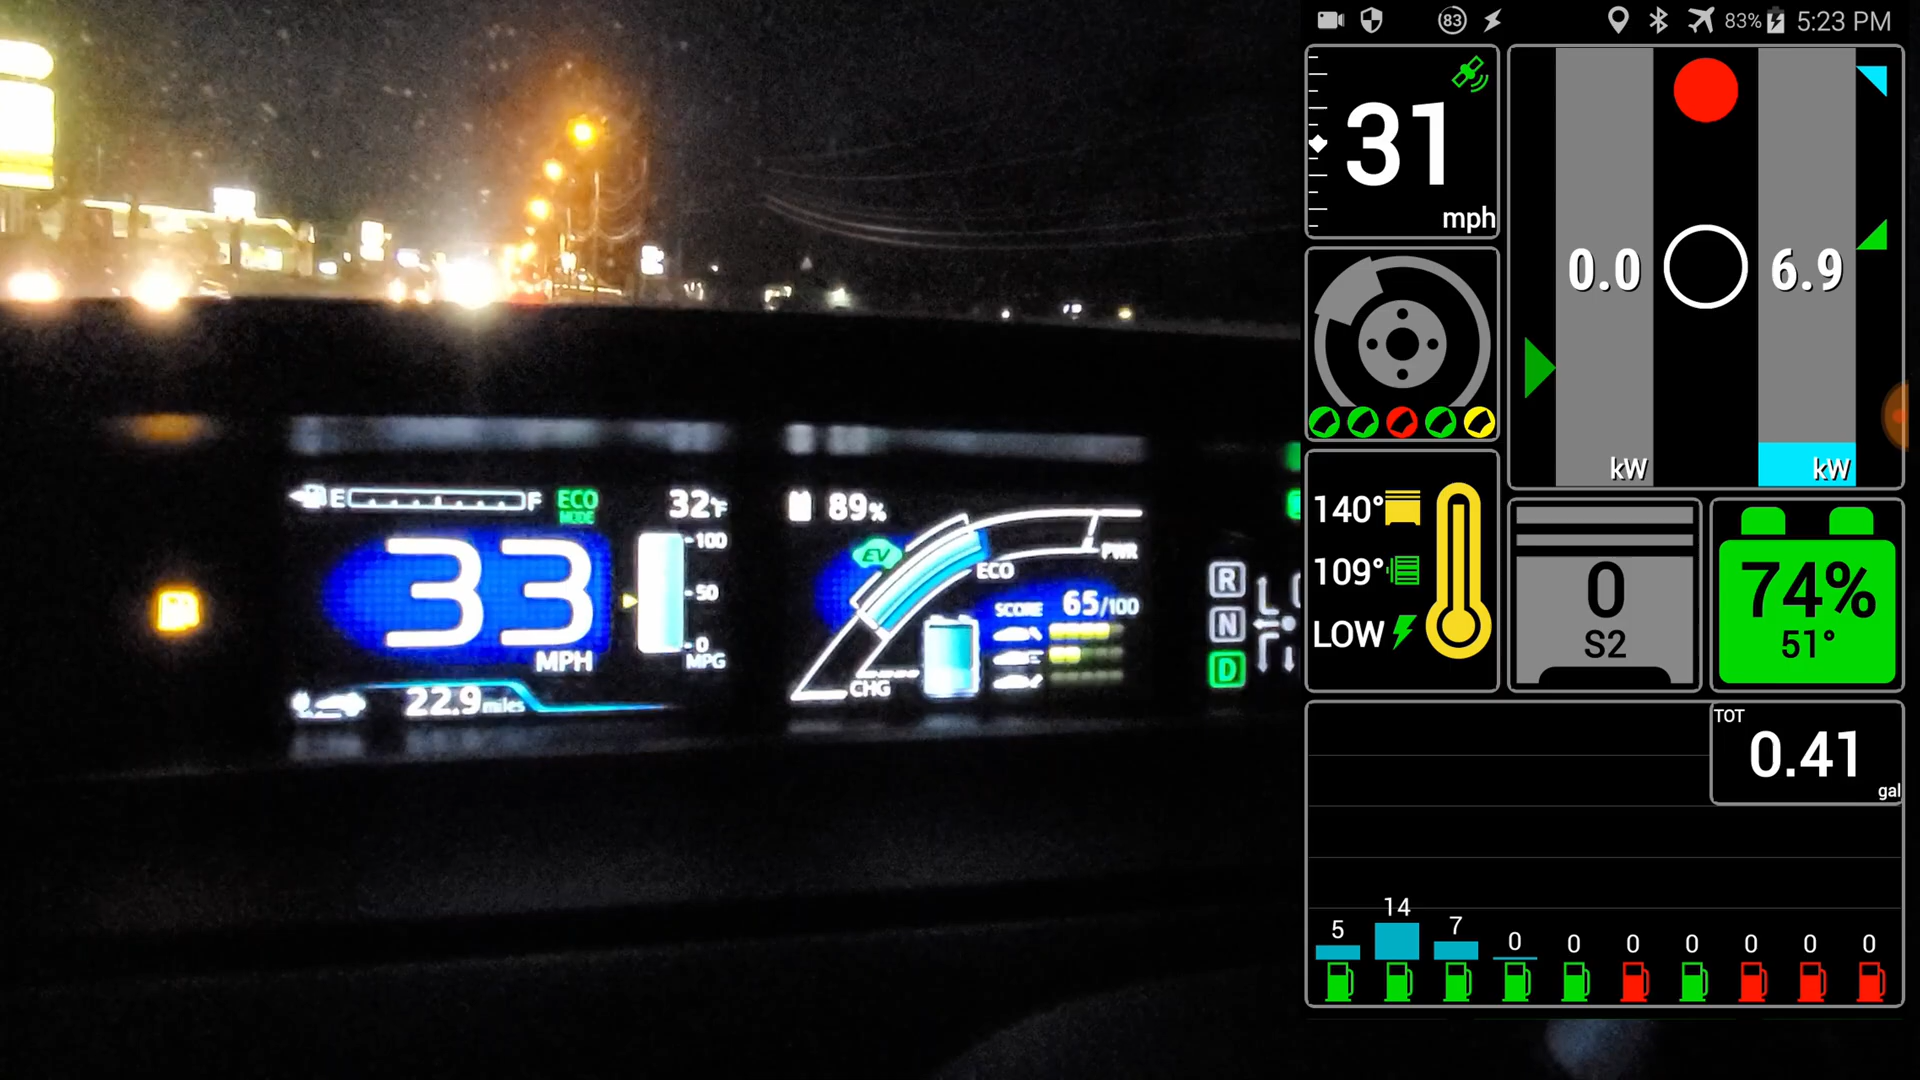 E F ECO MODE 32°F
100
33
50
0
MPH
MPG
22.9 miles
89%
EV
PWR
ECO
SCORE 65/100
CHG
R
N
D
83 83% 5:23 PM
31
mph
0.0 6.9
kW kW
140°
109°
LOW
0
S2
74%
51°
TOT
0.41
gal
5 14 7 0 0 0 0 0 0 0